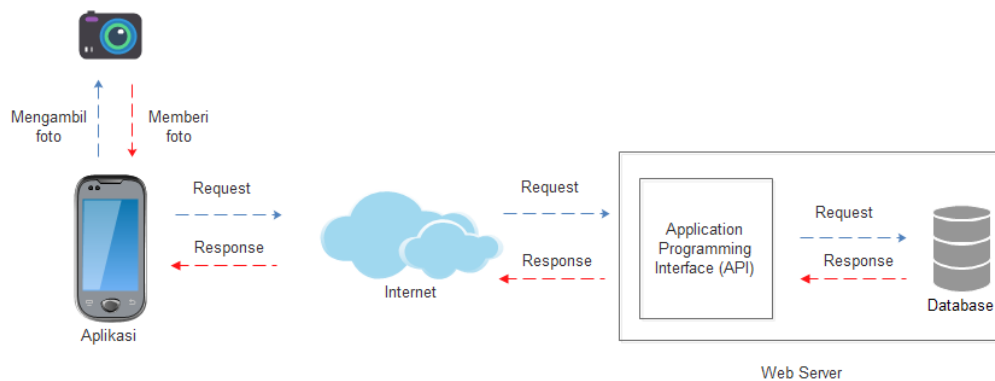 Mengambil
foto
Memberi
foto
Request
Response
Aplikasi
Internet
Request
Response
Application
Programming
Interface (API)
Request
Response
Database
Web Server